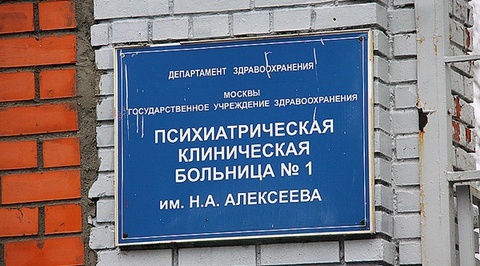 ДЕПАРТАМЕНТ ЗДРАВООХРАНЕНИЯ
МОСКВЫ
ГОСУДАРСТВЕННОЕ УЧРЕЖДЕНИЕ ЗДРАВООХРАНЕНИЯ
ПСИХИАТРИЧЕСКАЯ
КЛИНИЧЕСКАЯ
БОЛЬНИЦА № 1
им. Н.А. АЛЕКСЕЕВА